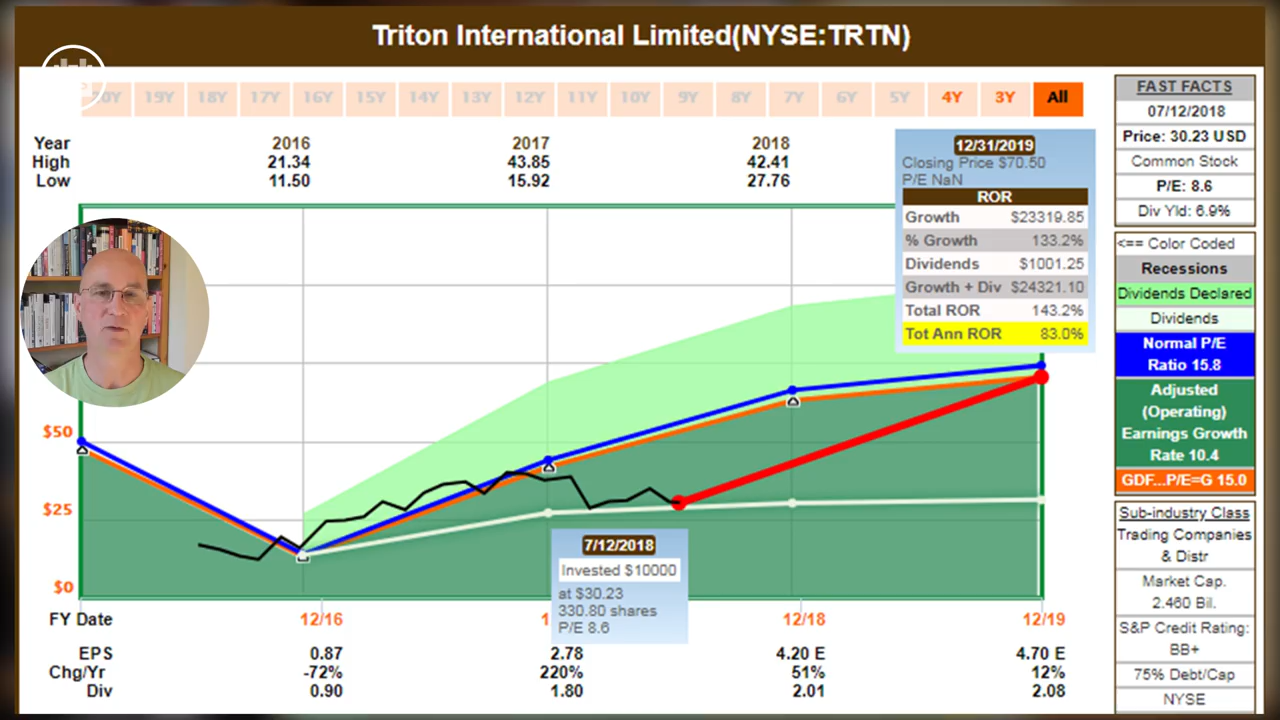 Triton International Limited(NYSE:TRTN)
20Y 19Y 18Y 17Y 16Y 15Y 14Y 13Y 12Y 11Y 10Y 9Y 8Y 7Y 6Y 5Y 4Y 3Y All
Year 2016 2017 2018
High 21.34 43.85 42.41
Low 11.50 15.92 27.76
12/31/2019
Closing Price $70.50
P/E NaN
ROR
Growth $23319.85
% Growth 133.2%
Dividends $1001.25
Growth + Div $24321.10
Total ROR 143.2%
Tot Ann ROR 83.0%
$50
$25
$0
7/12/2018
Invested $10000
at $30.23
330.80 shares
P/E 8.6
FY Date 12/16 1 12/18 12/19
EPS 0.87 2.78 4.20 E 4.70 E
Chg/Yr -72% 220% 51% 12%
Div 0.90 1.80 2.01 2.08
FAST FACTS
07/12/2018
Price: 30.23 USD
Common Stock
P/E: 8.6
Div Yld: 6.9%
<== Color Coded
Recessions
Dividends Declared
Dividends
Normal P/E
Ratio 15.8
Adjusted
(Operating)
Earnings Growth
Rate 10.4
GDF...P/E=G 15.0
Sub-industry Class
Trading Companies
& Distr
Market Cap.
2.460 Bil.
S&P Credit Rating:
BB+
75% Debt/Cap
NYSE